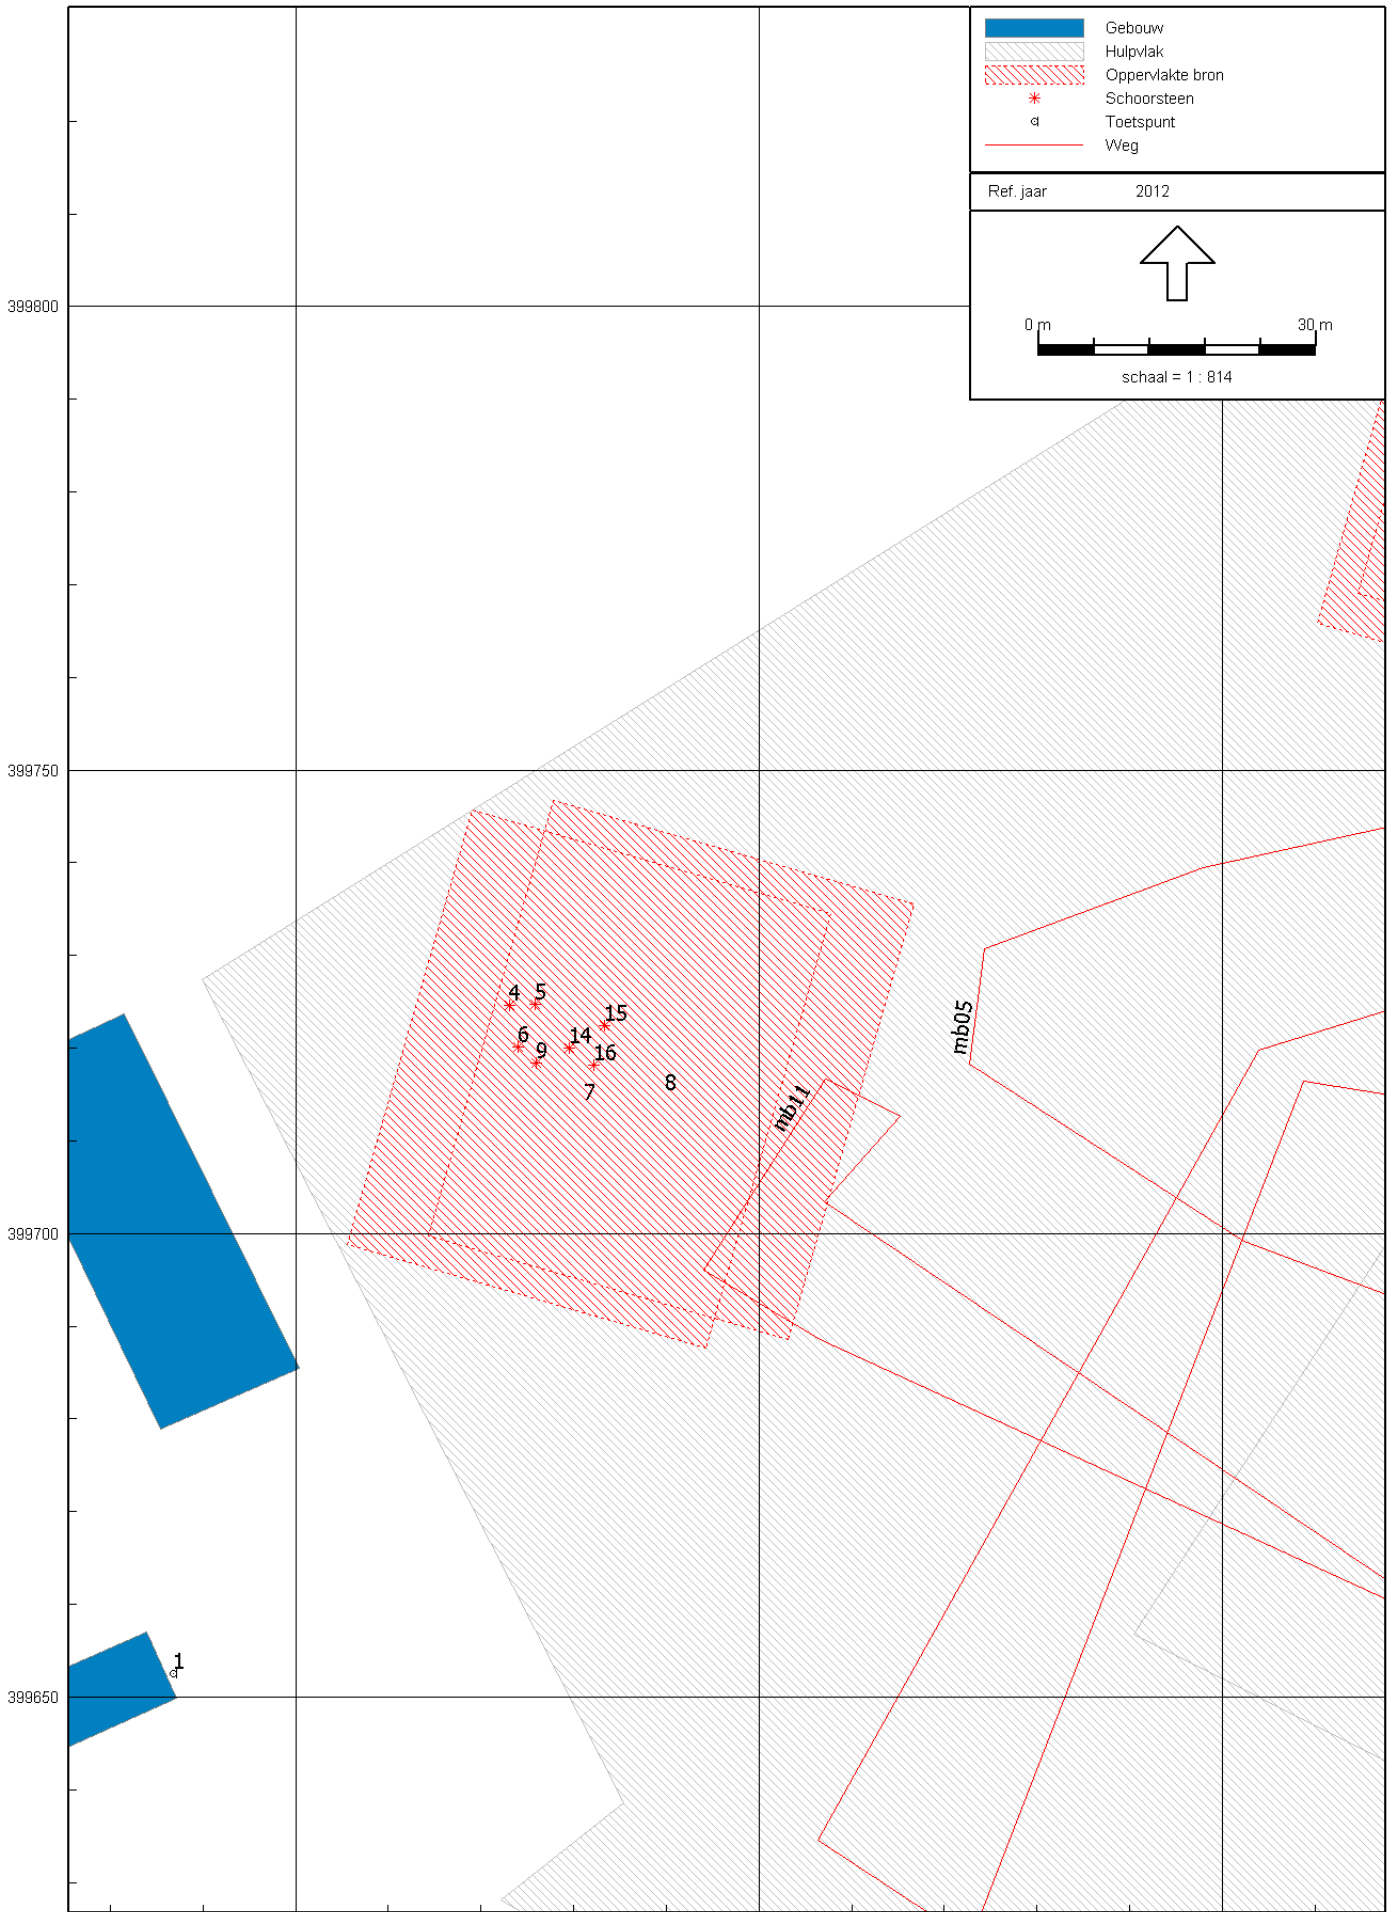 Gebouw
Hulpvlak
Oppervlakte bron
Schoorsteen
Toetspunt
Weg
Ref. jaar 2012
0 m 30 m
schaal = 1 : 814
399800
399750
4 5
15
6 14
9 16
7 8
mb05
mb11
399700
1
399650